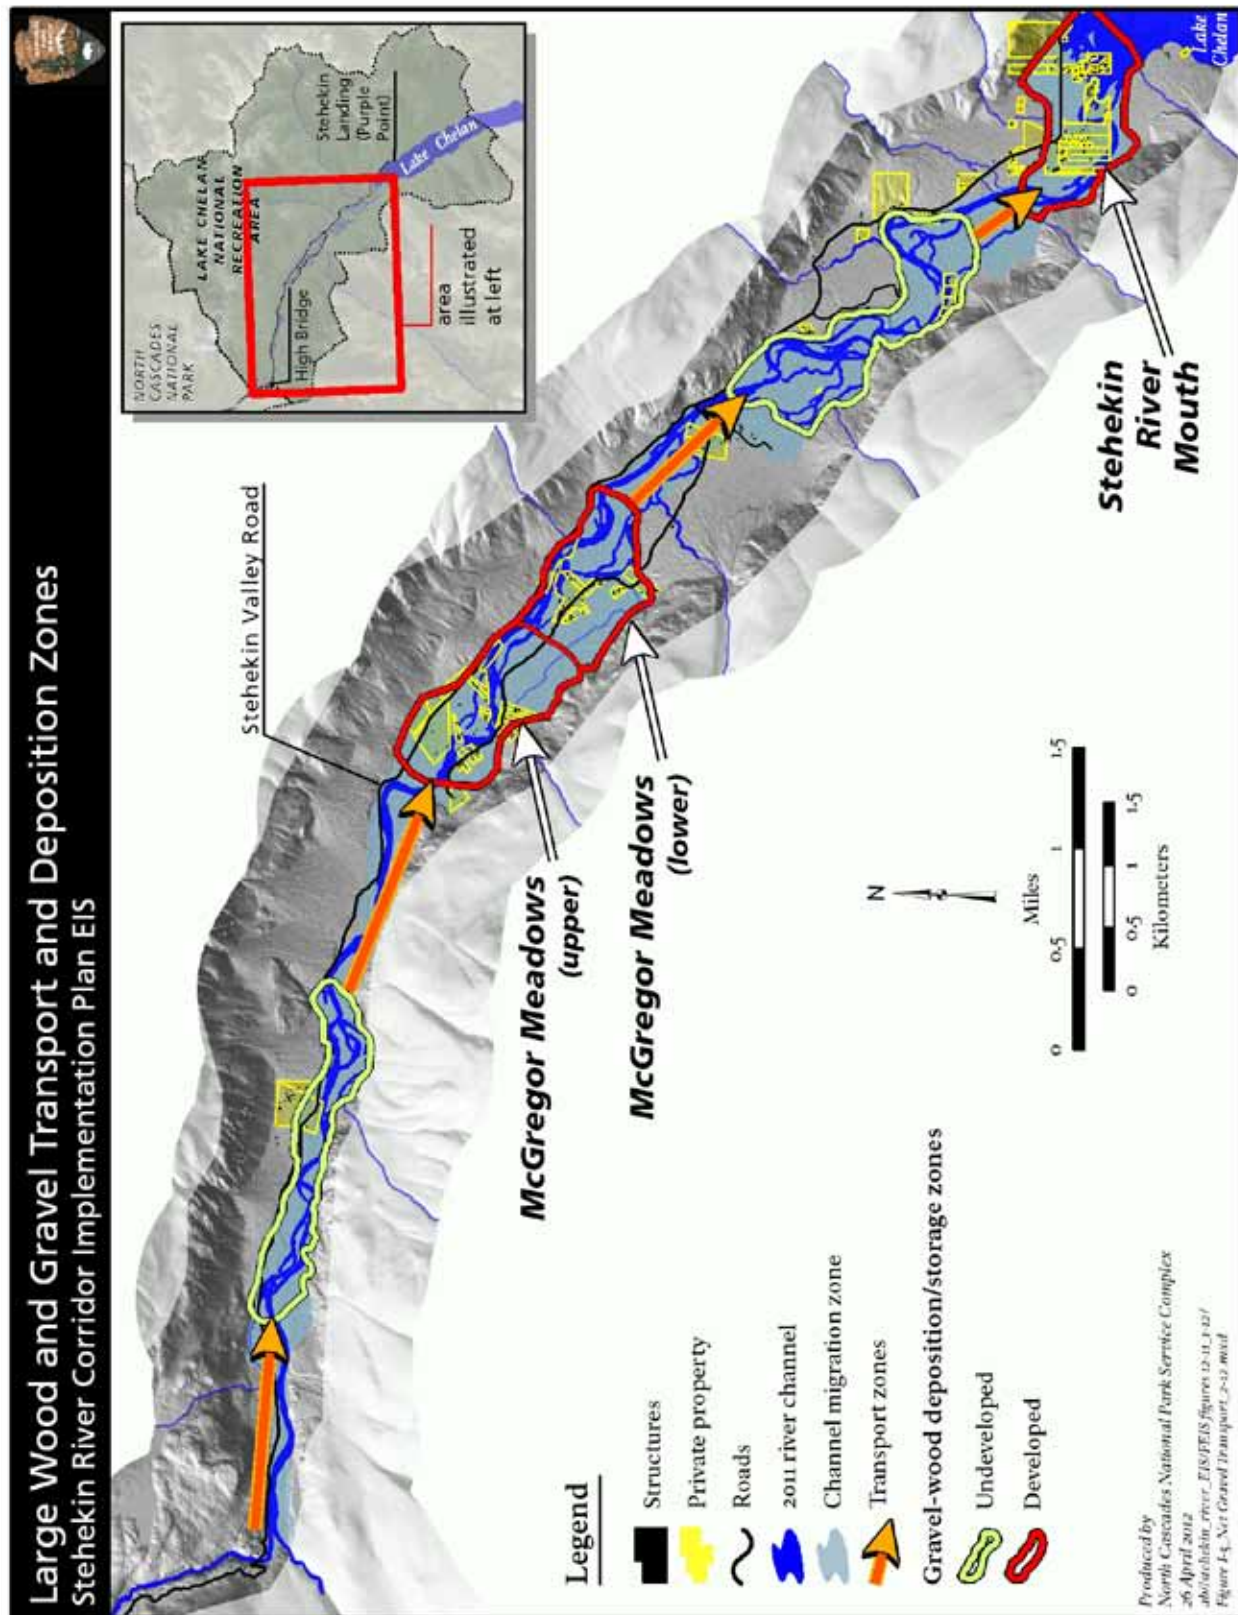 Large Wood and Gravel Transport and Deposition Zones
Stehekin River Corridor Implementation Plan EIS
NORTH
CASCADES
NATIONAL
PARK
LAKE CHELAN
NATIONAL
RECREATION
AREA
High Bridge
Stehekin
Landing
(Purple
Point)
Lake Chelan
area
illustrated
at left
Stehekin Valley Road
Lake
Chelan
McGregor Meadows
(upper)
McGregor Meadows
(lower)
Stehekin
River
Mouth
N
Miles
0 0.5 1 1.5
0 0.5 1 1.5
Kilometers
Legend
Structures
Private property
Roads
2011 river channel
Channel migration zone
Transport zones
Gravel-wood deposition/storage zones
Undeveloped
Developed
Produced by
North Cascades National Park Service Complex
26 April 2012